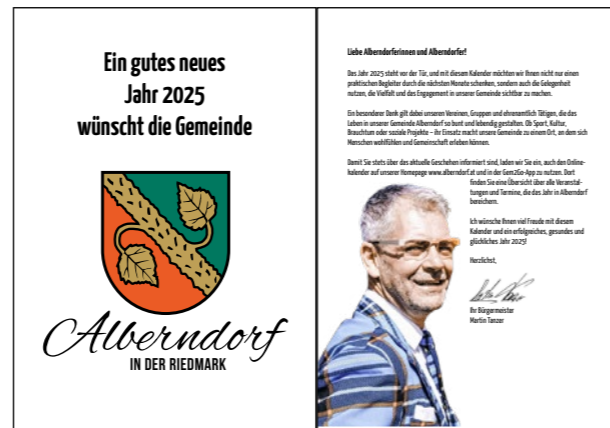 Ein gutes neues
Jahr 2025
wünscht die Gemeinde
Alberndorf
IN DER RIEDMARK
Liebe Alberndorferinnen und Alberndorfer!
Das Jahr 2025 steht vor der Tür, und mit diesem Kalender möchten wir Ihnen nicht nur einen
praktischen Begleiter durch die nächsten Monate schenken, sondern auch die Gelegenheit
nutzen, die Vielfalt und das Engagement in unserer Gemeinde sichtbar zu machen.
Ein besonderer Dank gilt dabei unseren Vereinen, Gruppen und ehrenamtlich Tätigen, die das
Leben in unserer Gemeinde Alberndorf so bunt und lebendig gestalten. Ob Sport, Kultur,
Brauchtum oder soziale Projekte – ihr Einsatz macht unsere Gemeinde zu einem Ort, an dem sich
Menschen wohlfühlen und Gemeinschaft erleben können.
Damit Sie stets über das aktuelle Geschehen informiert sind, laden wir Sie ein, auch den Online-
kalender auf unserer Homepage www.alberndorf.at und in der Gem2Go-App zu nutzen. Dort
finden Sie eine Übersicht über alle Veranstal-
tungen und Termine, die das Jahr in Alberndorf
bereichern.
Ich wünsche Ihnen viel Freude mit diesem
Kalender und ein erfolgreiches, gesundes und
glückliches Jahr 2025!
Herzlichst,
Ihr Bürgermeister
Martin Tanzer